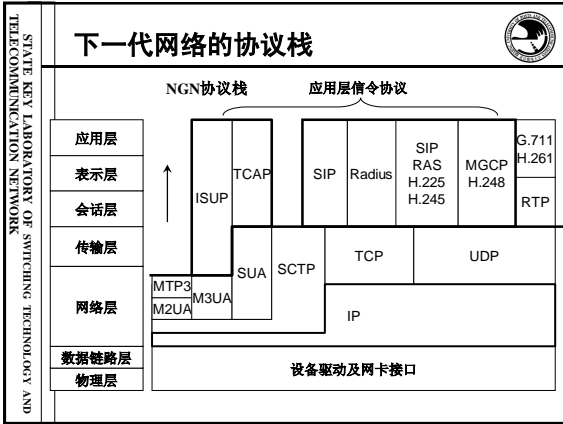 下一代网络的协议栈
STATE KEY LABORATORY OF SWITCHING TECHNOLOGY AND
TELECOMMUNICATION NETWORK
NGN协议栈
应用层信令协议
应用层
表示层
会话层
传输层
网络层
数据链路层
物理层
ISUP
TCAP
SIP
Radius
SIP
RAS
H.225
H.245
MGCP
H.248
G.711
H.261
RTP
MTP3
M2UA
M3UA
SUA
SCTP
TCP
UDP
IP
设备驱动及网卡接口